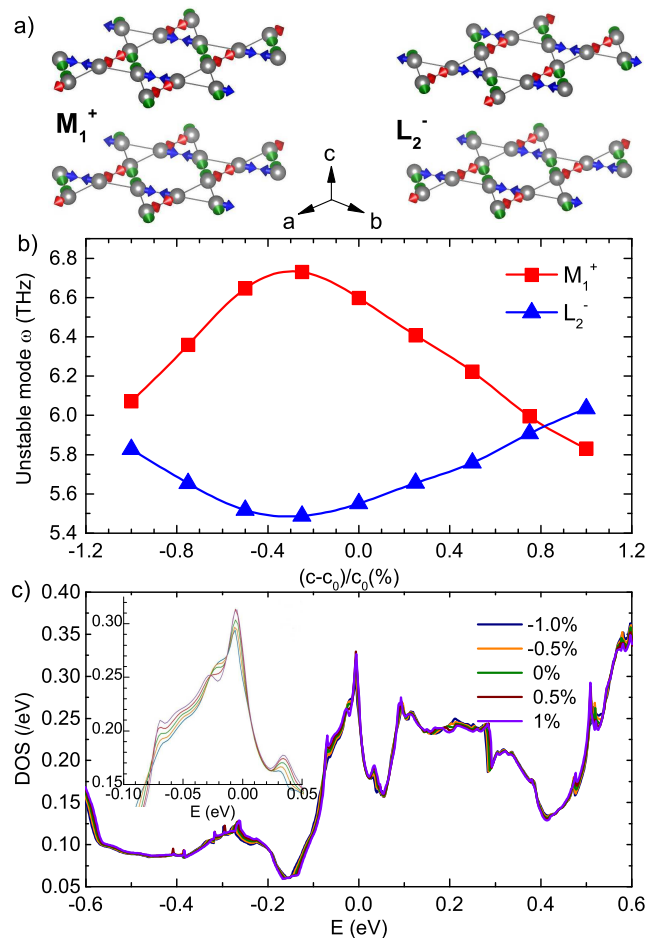 a)
M₁⁺
L₂⁻
c
a
b
b)
Unstable mode ω (THz)
6.8
6.4
6.2
6.0
5.8
5.6
5.4
M₁⁺
L₂⁻
-1.2
-0.8
-0.4
0.0
0.4
0.8
1.2
(c-c₀)/c₀(%)
c)
DOS (/eV)
0.40
0.35
0.30
0.25
0.20
0.15
0.10
0.05
0.30
0.25
0.20
0.15
-0.10
-0.05
0.00
0.05
E (eV)
-1.0%
-0.5%
0%
0.5%
1%
-0.6
-0.4
-0.2
0.0
0.2
0.4
0.6
E (eV)